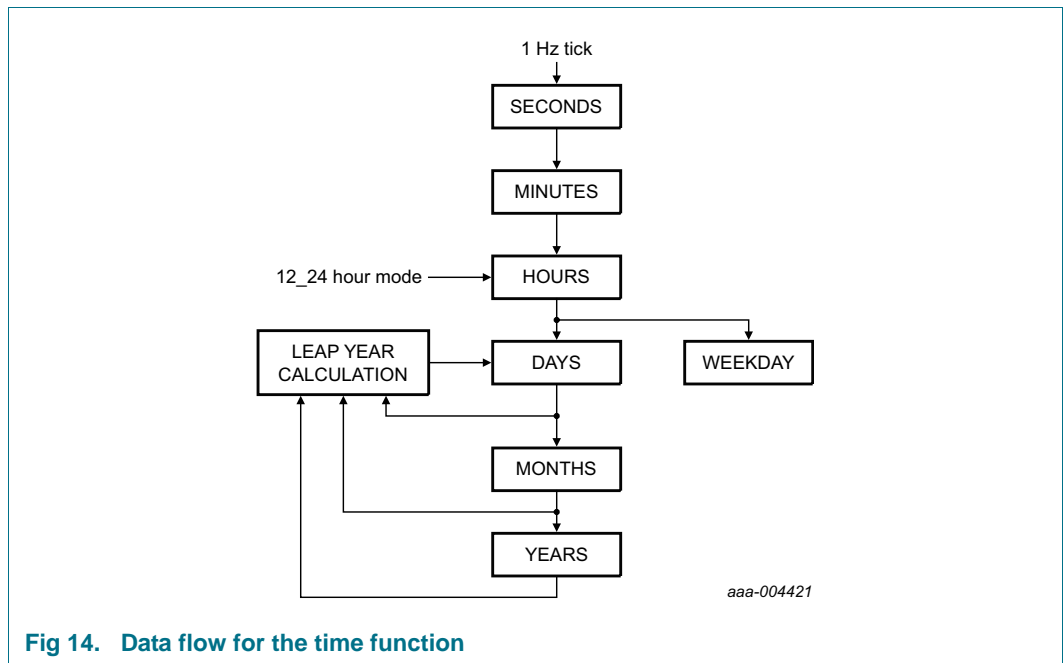 1 Hz tick
SECONDS
MINUTES
12_24 hour mode
HOURS
LEAP YEAR
CALCULATION
DAYS
WEEKDAY
MONTHS
YEARS
aaa-004421
Fig 14. Data flow for the time function